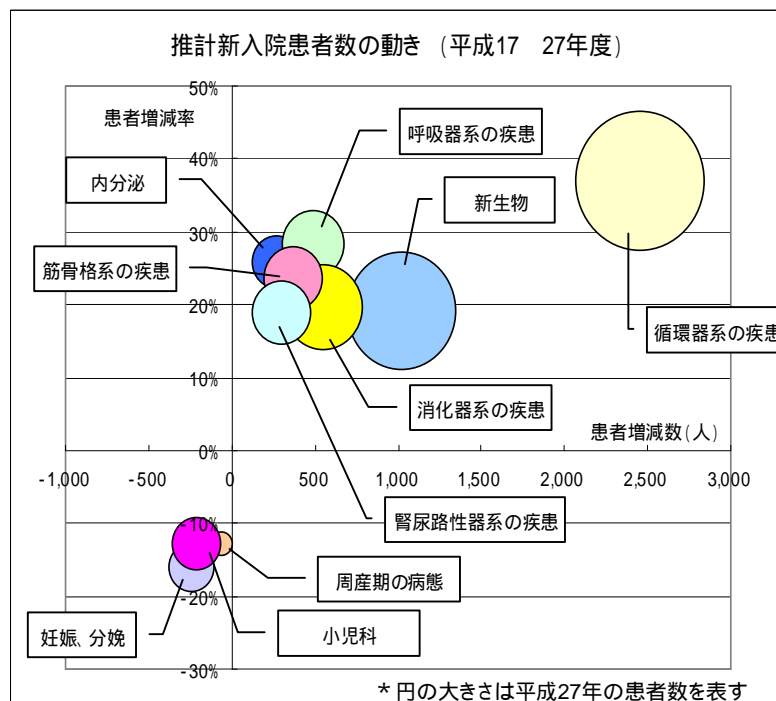 推計新入院患者数の動き (平成17 27年度)
50%
患者増減率
呼吸器系の疾患
40%
内分泌
新生物
30%
筋骨格系の疾患
20%
循環器系の疾患
10%
消化器系の疾患
患者増減数(人)
0%
-1,000 -500 0 500 1,000 1,500 2,000 2,500 3,000
腎尿路性器系の疾患
-10%
周産期の病態
-20%
妊娠、分娩
小児科
-30%
*円の大きさは平成27年の患者数を表す